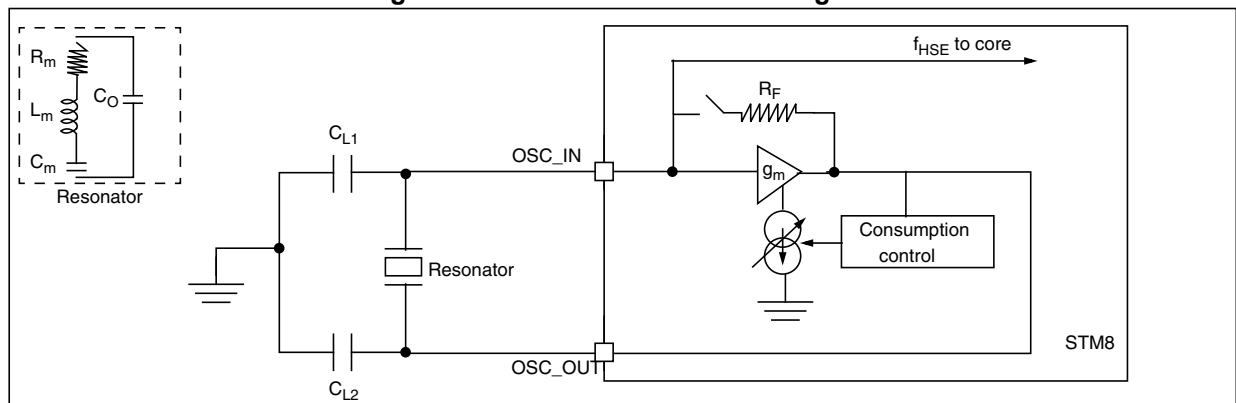 R_m
L_m
C_m
C_O
Resonator
C_L1
C_L2
Resonator
OSC_IN
OSC_OUT
f_HSE to core
R_F
g_m
Consumption
control
STM8